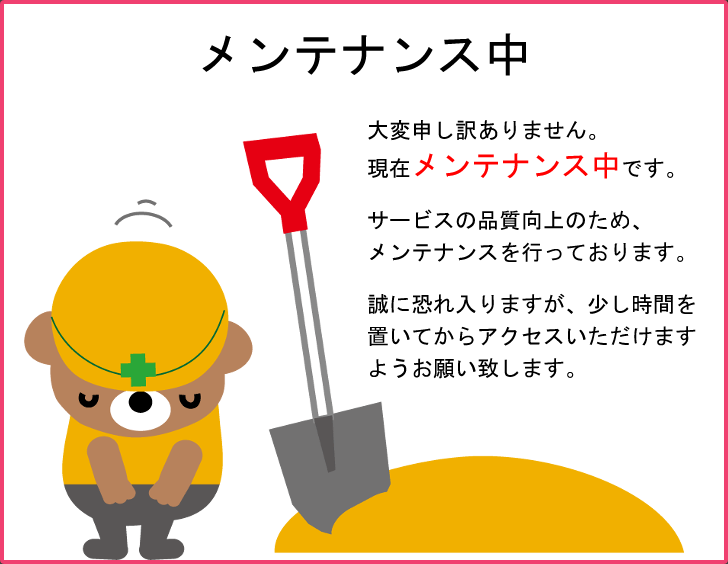 メンテナンス中
大変申し訳ありません。
現在メンテナンス中です。
サービスの品質向上のため、
メンテナンスを行っております。
誠に恐れ入りますが、少し時間を
置いてからアクセスいただけます
ようお願い致します。